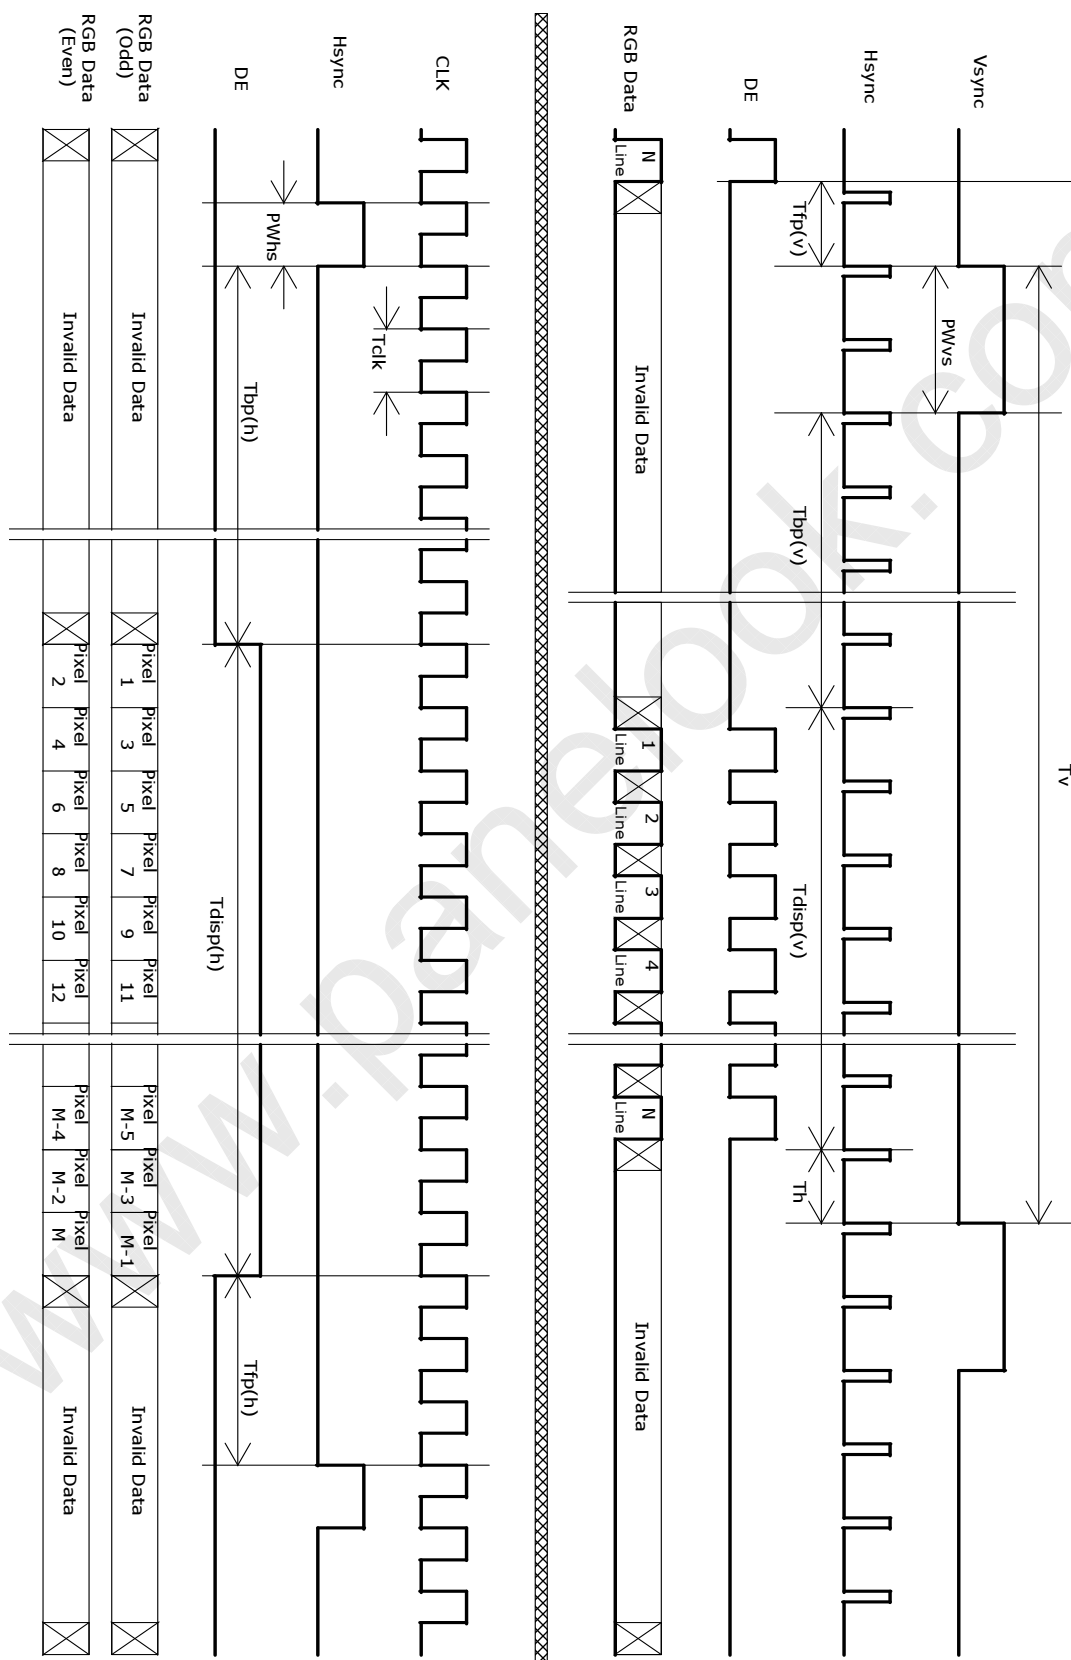 Tv
Vsync
PWvs
Hsync
Tfp(v)
Tbp(v)
Tdisp(v)
Th
DE
RGB Data
N
Line
Invalid Data
1
Line
2
Line
3
Line
4
Line
N
Line
Invalid Data
CLK
Tclk
Hsync
PWhs
Tbp(h)
Tdisp(h)
Tfp(h)
DE
RGB Data
(Odd)
Invalid Data
Pixel
1
Pixel
3
Pixel
5
Pixel
7
Pixel
9
Pixel
11
Pixel
M-5
Pixel
M-3
Pixel
M-1
Invalid Data
RGB Data
(Even)
Invalid Data
Pixel
2
Pixel
4
Pixel
6
Pixel
8
Pixel
10
Pixel
12
Pixel
M-4
Pixel
M-2
Pixel
M
Invalid Data
www.panelook.com